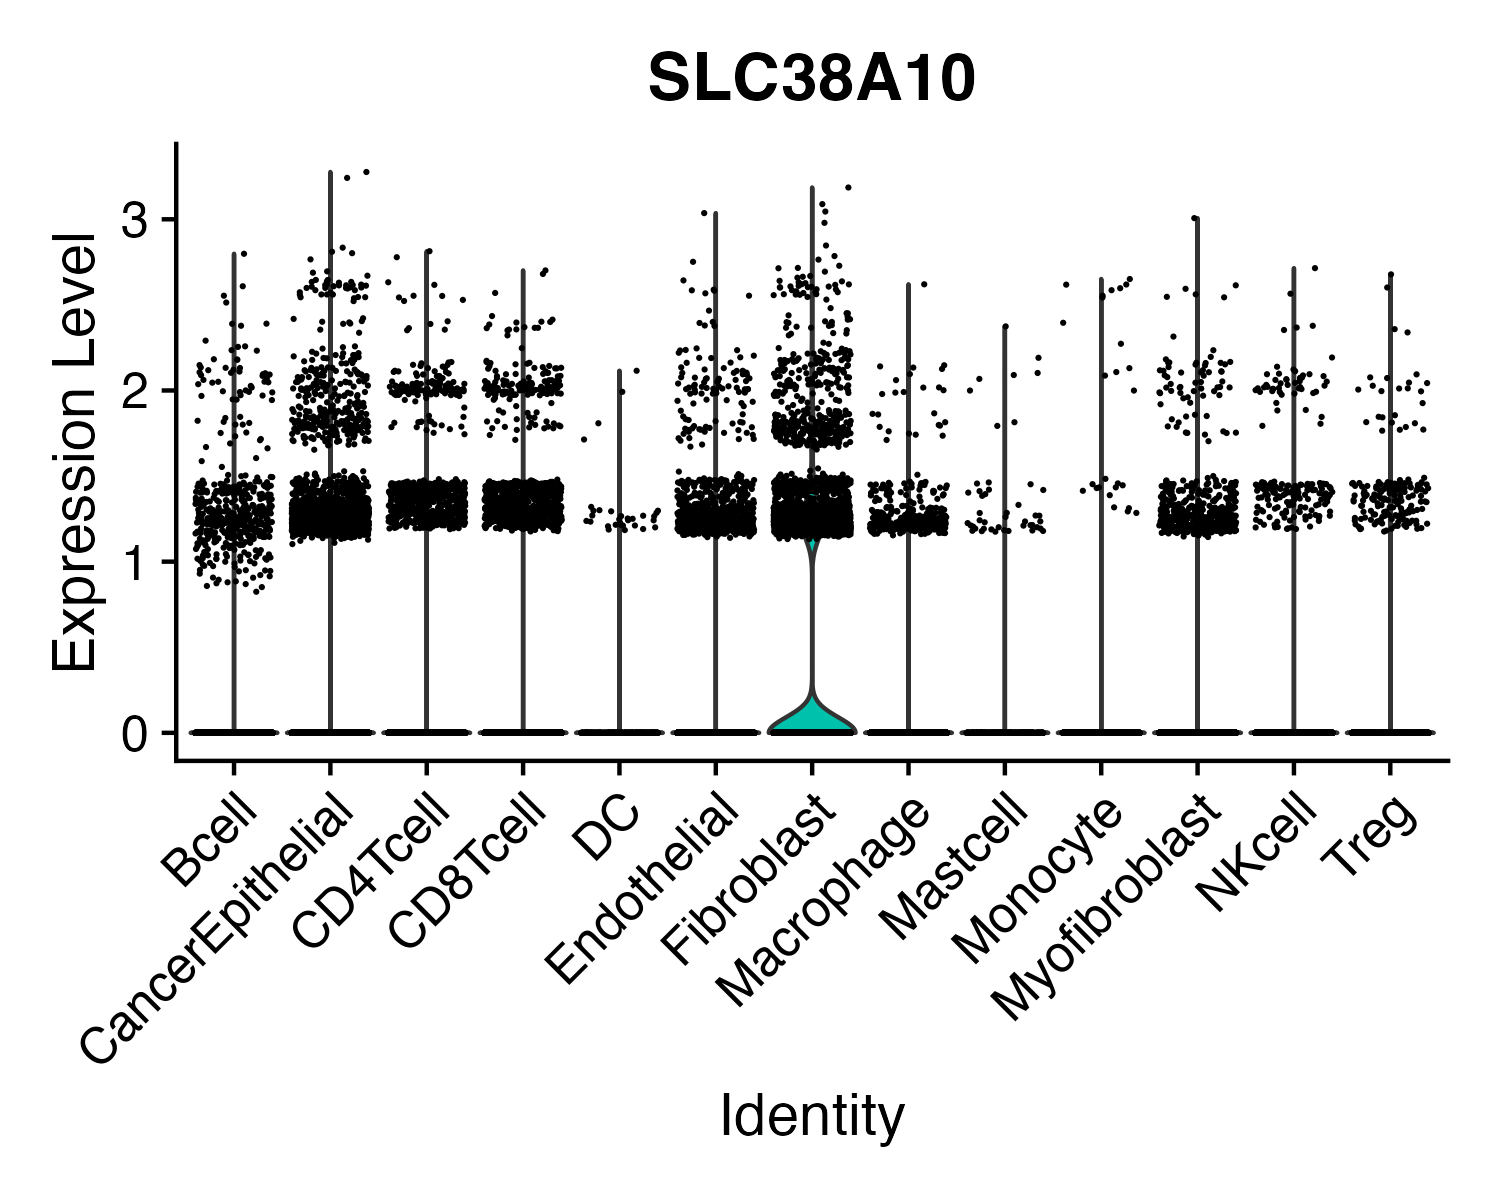 SLC38A10
Expression Level
3
2
1
0
Bcell
CancerEpithelial
CD4Tcell
CD8Tcell
DC
Endothelial
Fibroblast
Macrophage
Mastcell
Monocyte
Myofibroblast
NKcell
Treg
Identity